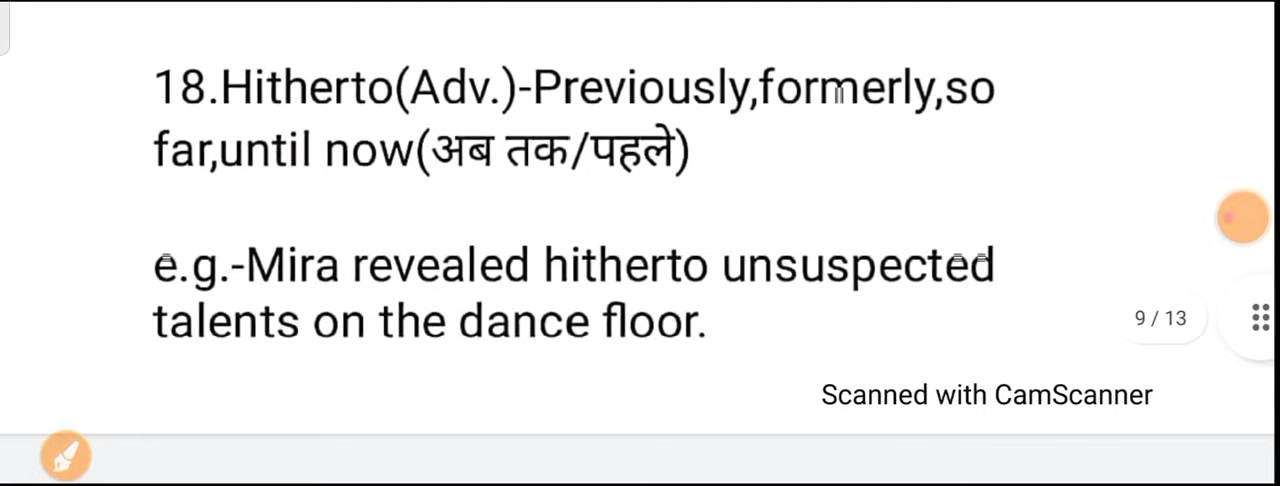 18.Hitherto(Adv.)-Previously,formerly,so
far,until now(अब तक/पहले)
e.g.-Mira revealed hitherto unsuspected
talents on the dance floor.
9 / 13
Scanned with CamScanner